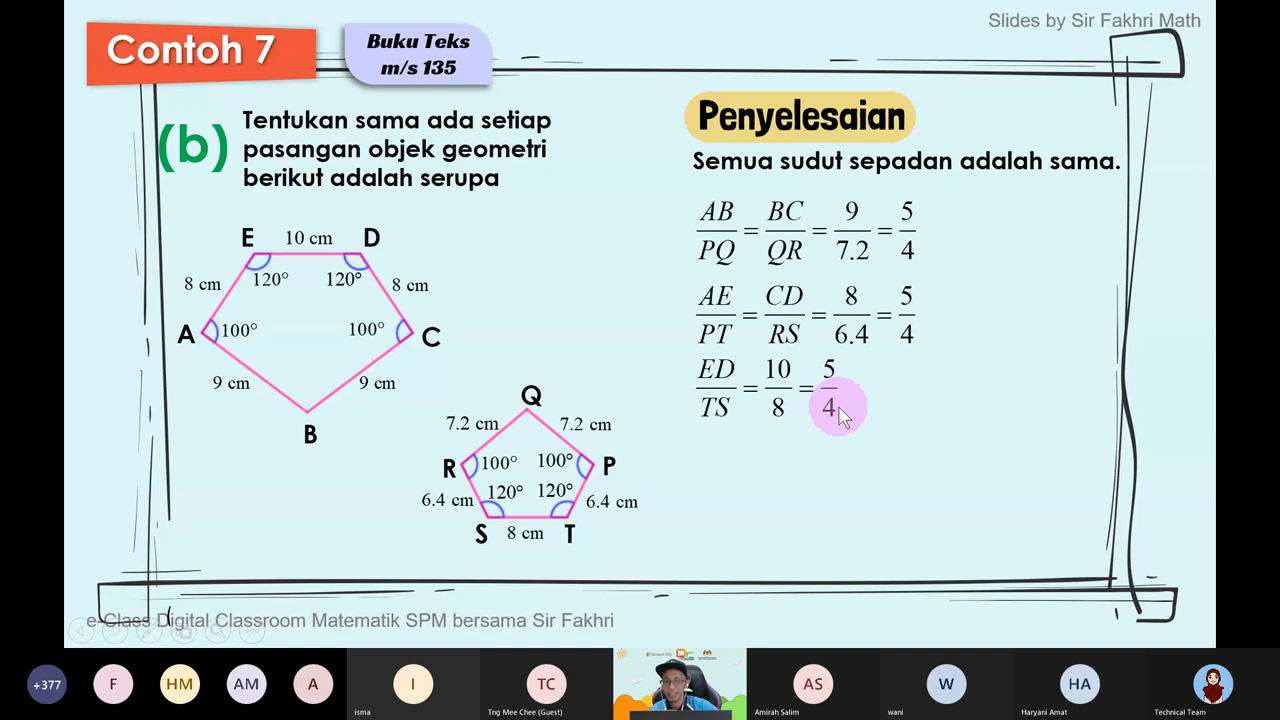 Slides by Sir Fakhri Math
Contoh 7
Buku Teks
m/s 135
(b)
Tentukan sama ada setiap
pasangan objek geometri
berikut adalah serupa
E 10 cm D
8 cm 120° 120° 8 cm
A 100° 100° C
9 cm 9 cm
B
Q
7.2 cm 7.2 cm
R 100° 100° P
6.4 cm 120° 120° 6.4 cm
S 8 cm T
Penyelesaian
Semua sudut sepadan adalah sama.
AB/PQ = BC/QR = 9/7.2 = 5/4
AE/PT = CD/RS = 8/6.4 = 5/4
ED/TS = 10/8 = 5/4
e-Class Digital Classroom Matematik SPM bersama Sir Fakhri
+377 F HM AM A I TC AS W HA
isma Tng Mee Chee (Guest) Amirah Salim wani Haryani Amat Technical Team